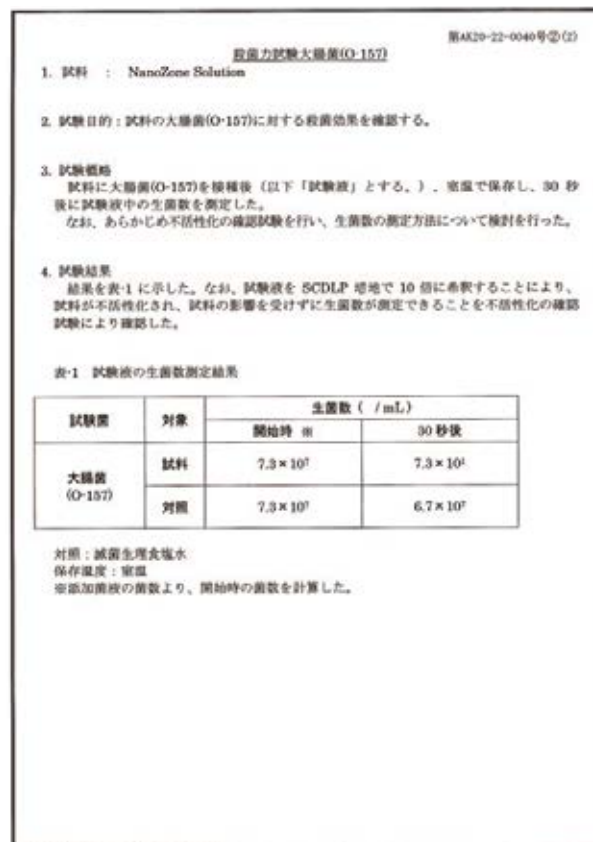 第AK20-22-0040号②(2)
殺菌力試験大腸菌(O-157)
1. 試料 : NanoZone Solution
2. 試験目的:試料の大腸菌(O-157)に対する殺菌効果を確認する。
3. 試験概略
試料に大腸菌(O-157)を接種後(以下「試験液」とする。)、室温で保存し、30 秒
後に試験液中の生菌数を測定した。
なお、あらかじめ不活性化の確認試験を行い、生菌数の測定方法について検討を行った。
4. 試験結果
結果を表-1 に示した。なお、試験液を SCDLP 培地で 10 倍に希釈することにより、
試料が不活性化され、試料の影響を受けずに生菌数が測定できることを不活性化の確認
試験により確認した。
表-1 試験液の生菌数測定結果
試験菌 対象 生菌数( /mL)
開始時 ※ 30 秒後
大腸菌
(O-157)
試料 7.3×10⁷ 7.3×10¹
対照 7.3×10⁷ 6.7×10⁷
対照:滅菌生理食塩水
保存温度:室温
※添加菌液の菌数より、開始時の菌数を計算した。